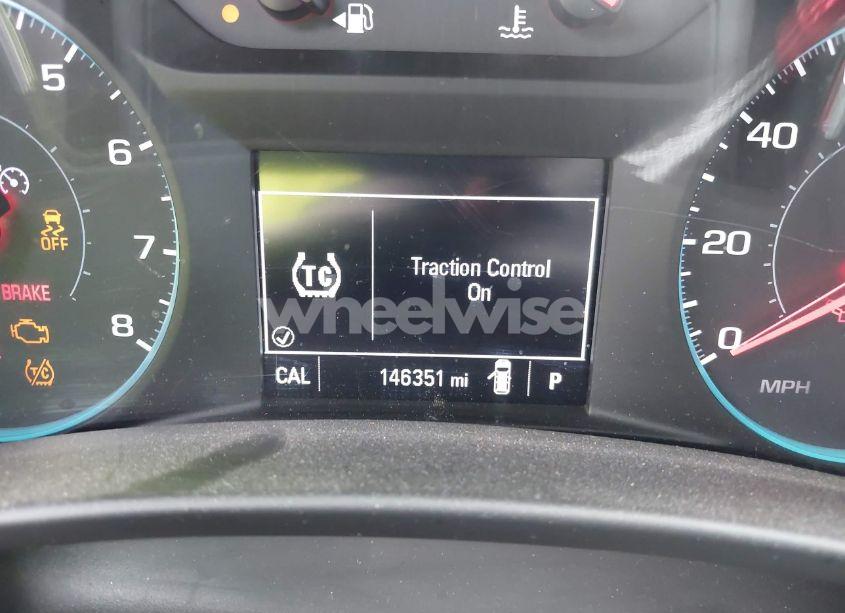 5
6
7
8
OFF
BRAKE
T/C
TC
Traction Control
On
wheelwise
CAL
146351 mi
P
40
20
0
MPH